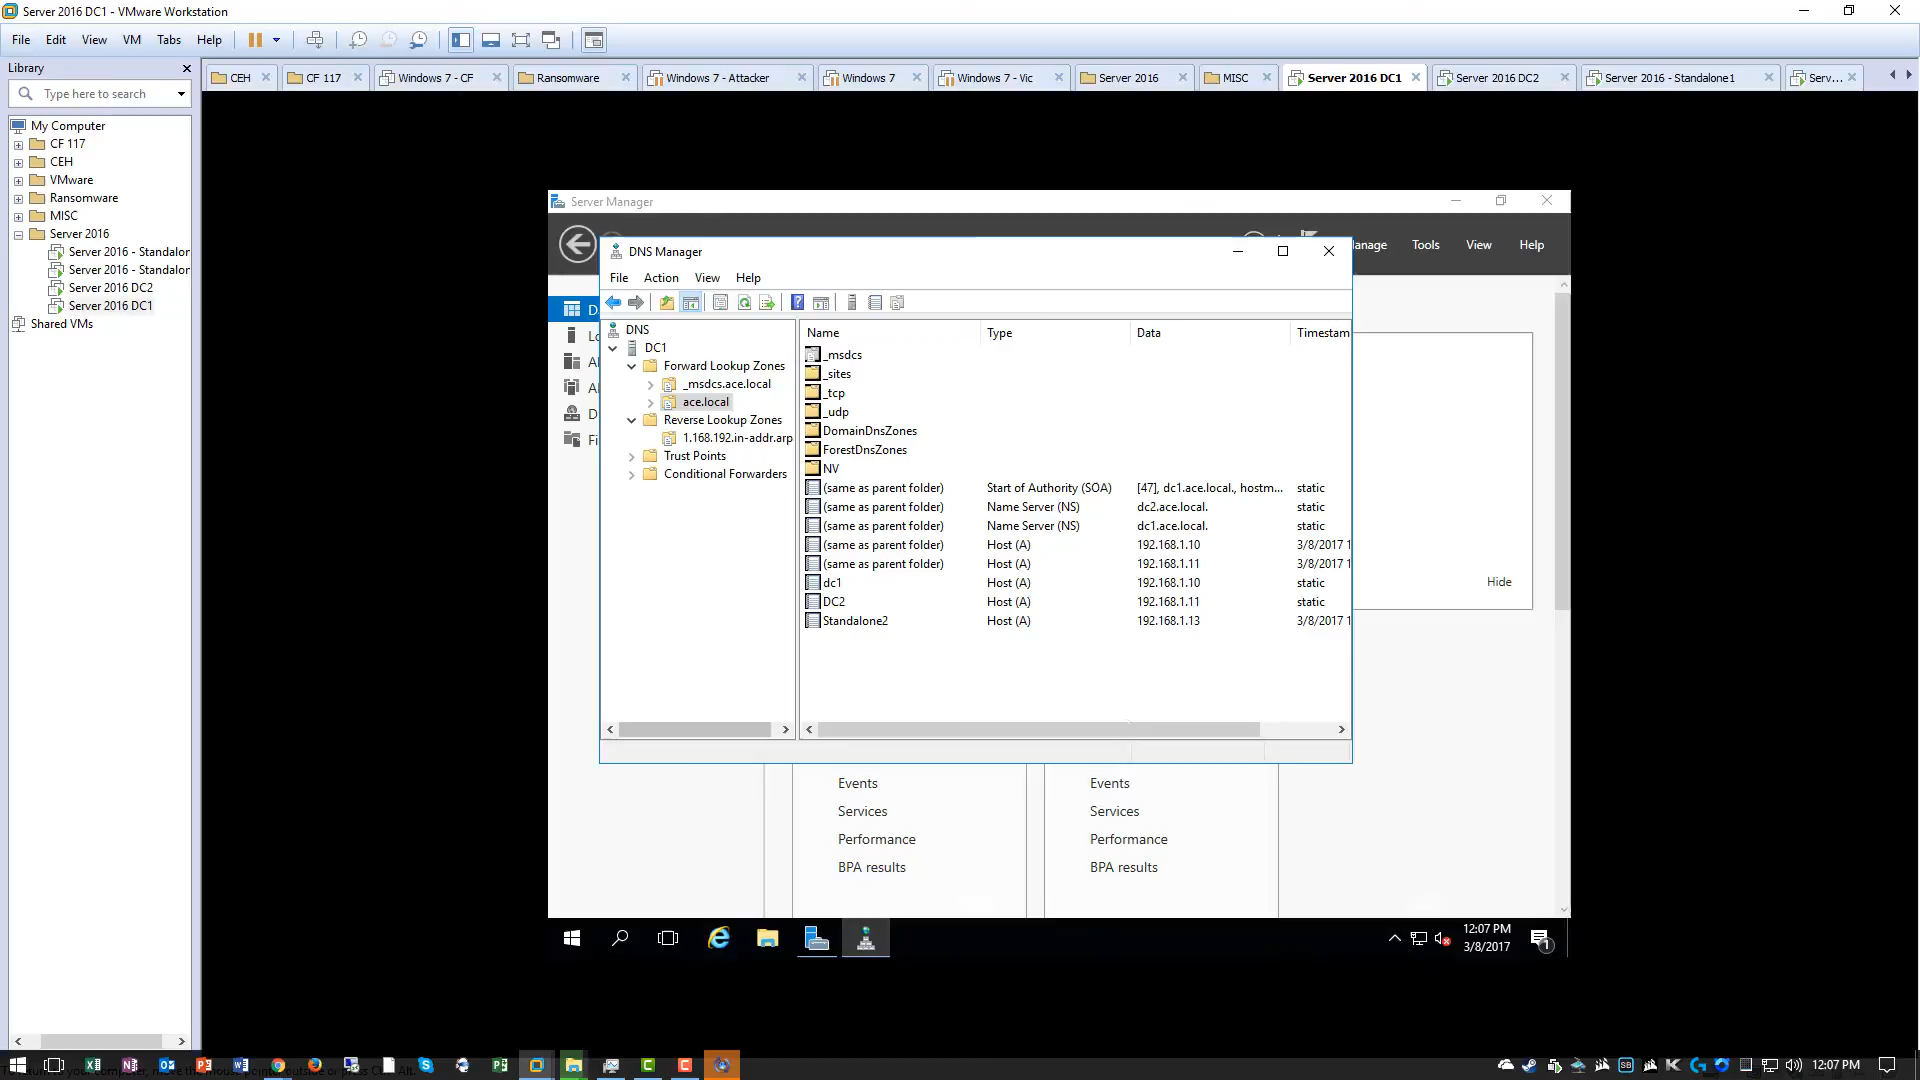 Server 2016 DC1 - VMware Workstation
File Edit View VM Tabs Help
Library
Type here to search
My Computer
CF 117
CEH
VMware
Ransomware
MISC
Server 2016
Server 2016 - Standalor
Server 2016 - Standalor
Server 2016 DC2
Server 2016 DC1
Shared VMs
CEH CF 117 Windows 7 - CF Ransomware Windows 7 - Attacker Windows 7 Windows 7 - Vic Server 2016 MISC Server 2016 DC1 Server 2016 DC2 Server 2016 - Standalone1 Serv...
Server Manager
anage Tools View Help
DNS Manager
File Action View Help
DNS
DC1
Forward Lookup Zones
_msdcs.ace.local
ace.local
Reverse Lookup Zones
1.168.192.in-addr.arp
Trust Points
Conditional Forwarders
Name Type Data Timestam
_msdcs
_sites
_tcp
_udp
DomainDnsZones
ForestDnsZones
NV
(same as parent folder) Start of Authority (SOA) [47], dc1.ace.local., hostm... static
(same as parent folder) Name Server (NS) dc2.ace.local. static
(same as parent folder) Name Server (NS) dc1.ace.local. static
(same as parent folder) Host (A) 192.168.1.10 3/8/2017 1
(same as parent folder) Host (A) 192.168.1.11 3/8/2017 1
dc1 Host (A) 192.168.1.10 static
DC2 Host (A) 192.168.1.11 static
Standalone2 Host (A) 192.168.1.13 3/8/2017 1
Hide
Events Events
Services Services
Performance Performance
BPA results BPA results
12:07 PM
3/8/2017
1
12:07 PM